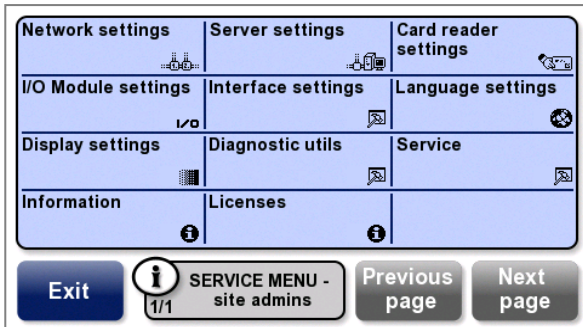 Network settings
Server settings
Card reader
settings
I/O Module settings
I/O
Interface settings
Language settings
Display settings
Diagnostic utils
Service
Information
i
Licenses
i
Exit
i
1/1
SERVICE MENU -
site admins
Previous
page
Next
page